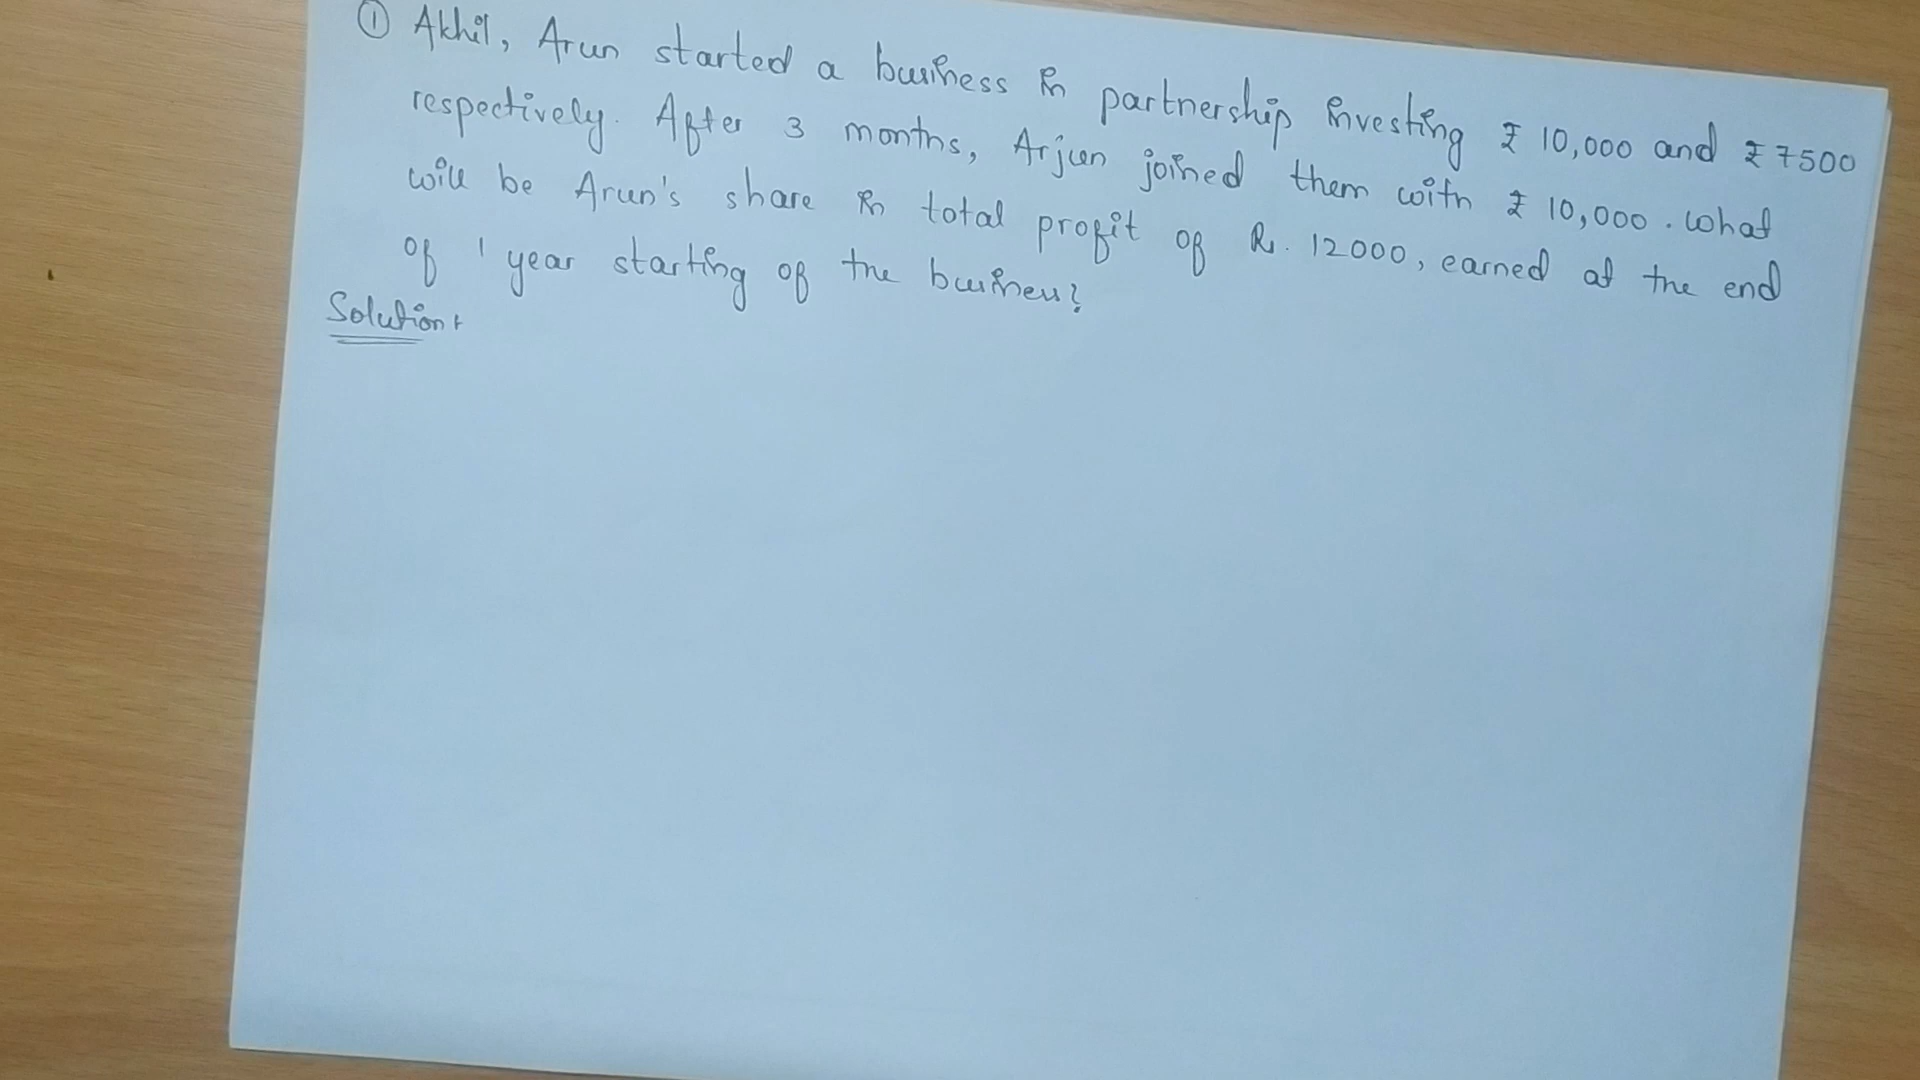 ① Akhil, Arun started a business in partnership investing ₹ 10,000 and ₹ 7500
respectively. After 3 months, Arjun joined them with ₹ 10,000. What
will be Arun's share in total profit of Rs. 12000, earned at the end
of 1 year starting of the business?
Solution: